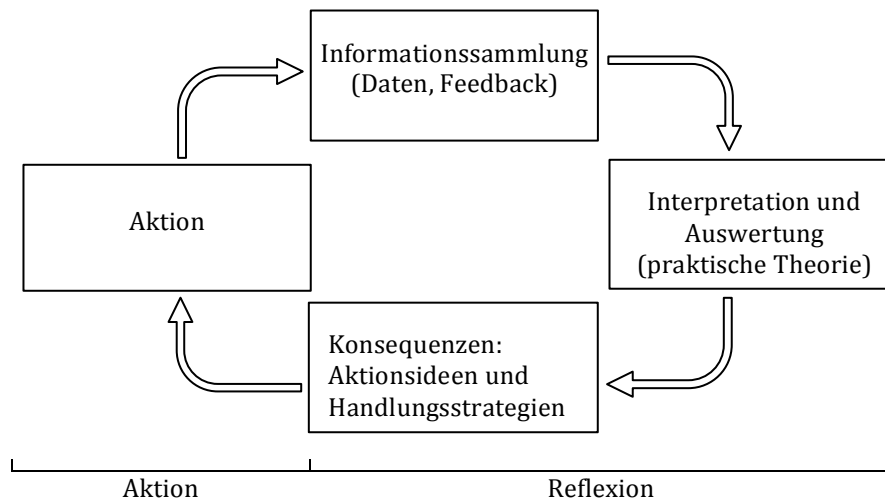 Informationssammlung
(Daten, Feedback)
Aktion
Interpretation und
Auswertung
(praktische Theorie)
Konsequenzen:
Aktionsideen und
Handlungsstrategien
Aktion
Reflexion